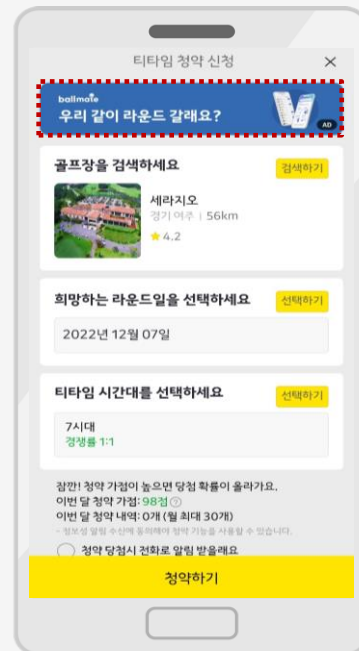 티타임 청약 신청
ballmate
우리 같이 라운드 갈래요?
AD
골프장을 검색하세요
검색하기
세라지오
경기 여주 | 56km
4.2
희망하는 라운드일을 선택하세요
선택하기
2022년 12월 07일
티타임 시간대를 선택하세요
선택하기
7시대
경쟁률 1:1
잠깐! 청약 가점이 높으면 당첨 확률이 올라가요.
이번 달 청약 가점: 98점 ?
이번 달 청약 내역: 0개 (월 최대 30개)
- 정보성 알림 수신에 동의해야 청약 기능을 사용할 수 있습니다.
청약 당첨시 전화로 알림 받을래요
청약하기